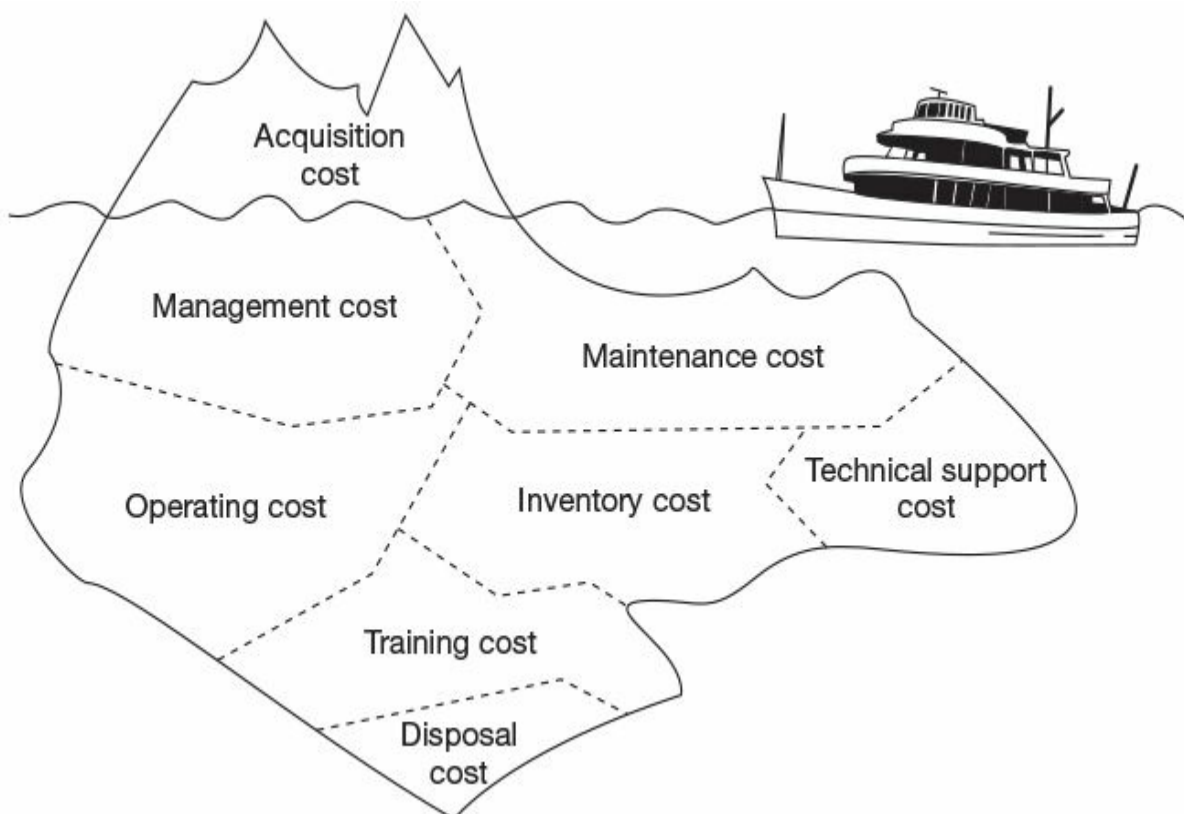 Acquisition
cost
Management cost
Maintenance cost
Operating cost
Inventory cost
Technical support
cost
Training cost
Disposal
cost